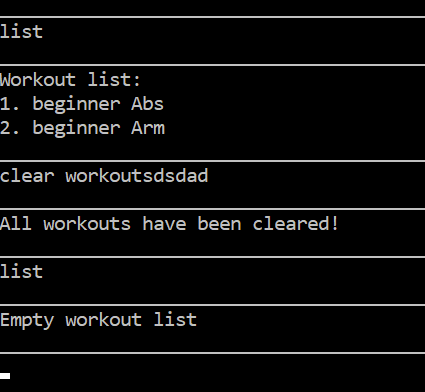 list
Workout list:
1. beginner Abs
2. beginner Arm
clear workoutsdsdad
All workouts have been cleared!
list
Empty workout list